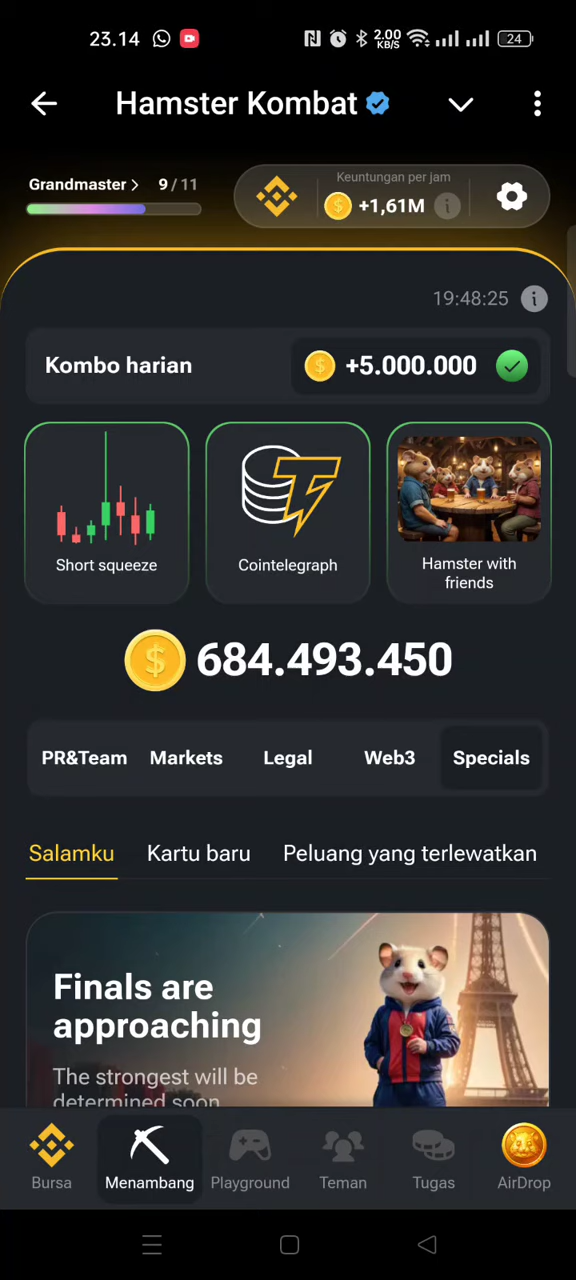 23.14
2.00 KB/S
24
Hamster Kombat
Grandmaster > 9 / 11
Keuntungan per jam
+1,61M
19:48:25
Kombo harian
+5.000.000
Short squeeze
Cointelegraph
Hamster with
friends
684.493.450
PR&Team Markets Legal Web3 Specials
Salamku Kartu baru Peluang yang terlewatkan
Finals are
approaching
The strongest will be
determined soon
Bursa Menambang Playground Teman Tugas AirDrop